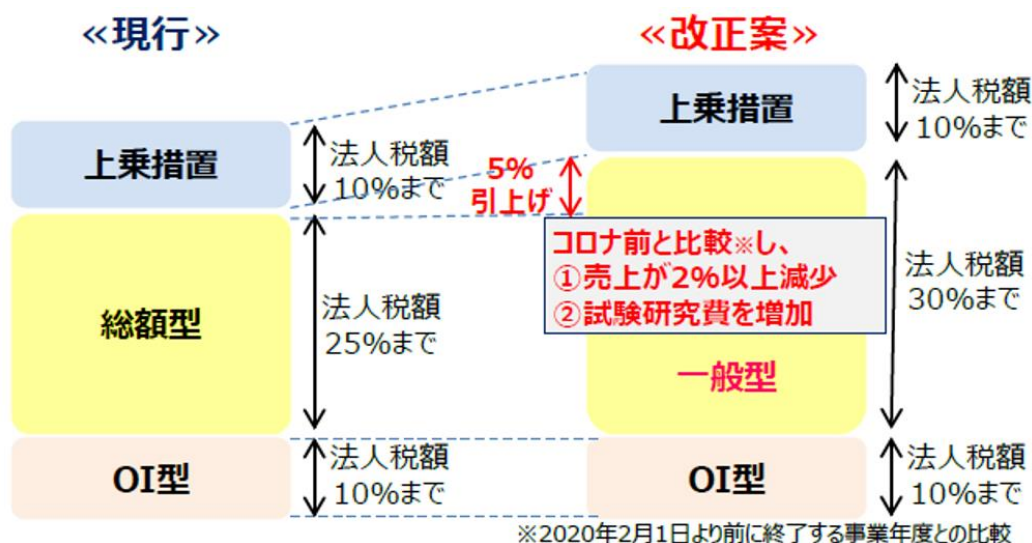 ≪現行≫
上乗措置
法人税額
10%まで
総額型
法人税額
25%まで
OI型
法人税額
10%まで
≪改正案≫
上乗措置
法人税額
10%まで
5%
引上げ
コロナ前と比較※し、
①売上が2%以上減少
②試験研究費を増加
一般型
法人税額
30%まで
OI型
法人税額
10%まで
※2020年2月1日より前に終了する事業年度との比較